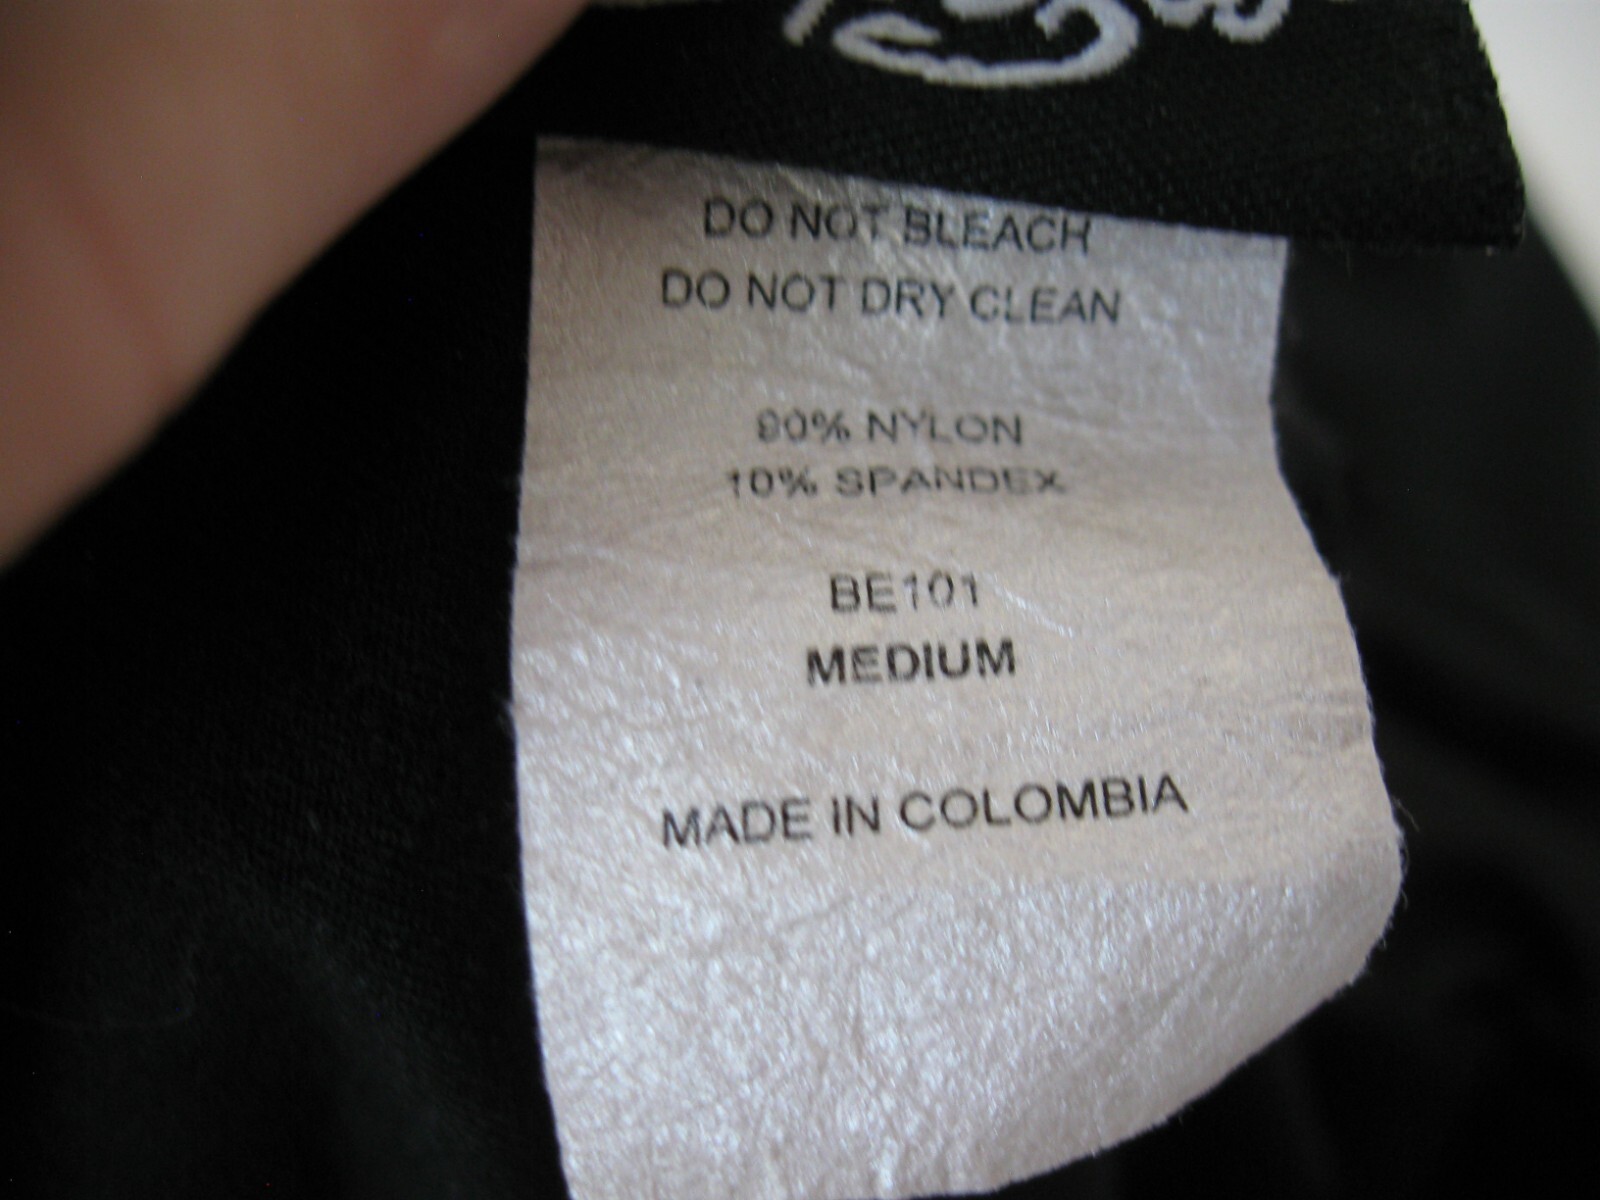 DO NOT BLEACH
DO NOT DRY CLEAN
90% NYLON
10% SPANDEX
BE101
MEDIUM
MADE IN COLOMBIA